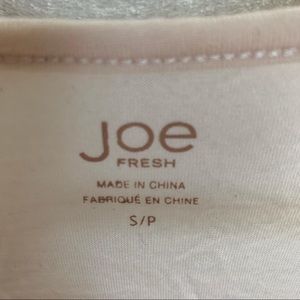 Joe
FRESH
MADE IN CHINA
FABRIQUÉ EN CHINE
S/P